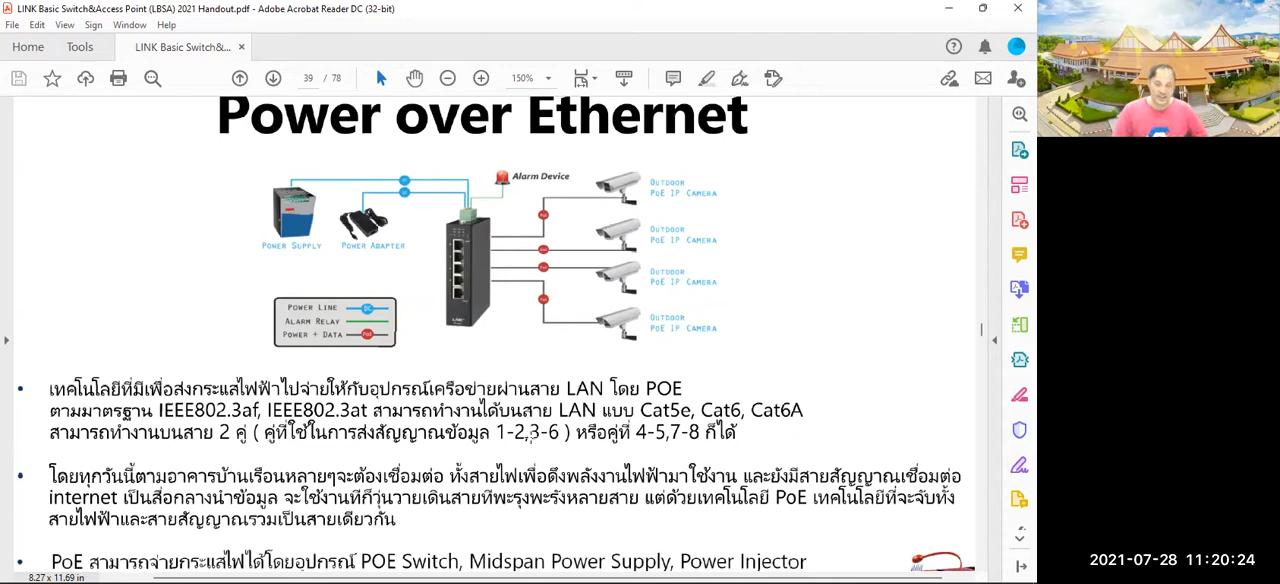 LINK Basic Switch&Access Point (LBSA) 2021 Handout.pdf - Adobe Acrobat Reader DC (32-bit)
File Edit View Sign Window Help
Home Tools LINK Basic Switch&... ×
39 / 78 150%
Power over Ethernet
Alarm Device
OUTDOOR
PoE IP CAMERA
OUTDOOR
PoE IP CAMERA
POWER SUPPLY POWER ADAPTER
OUTDOOR
PoE IP CAMERA
POWER LINE
ALARM RELAY
POWER + DATA
OUTDOOR
PoE IP CAMERA
• เทคโนโลยีที่มีเพื่อส่งกระแสไฟฟ้าไปจ่ายให้กับอุปกรณ์เครือข่ายผ่านสาย LAN โดย POE
ตามมาตรฐาน IEEE802.3af, IEEE802.3at สามารถทำงานได้บนสาย LAN แบบ Cat5e, Cat6, Cat6A
สามารถทำงานบนสาย 2 คู่ ( คู่ที่ใช้ในการส่งสัญญาณข้อมูล 1-2,3-6 ) หรือคู่ที่ 4-5,7-8 ก็ได้
• โดยทุกวันนี้ตามอาคารบ้านเรือนหลายๆจะต้องเชื่อมต่อ ทั้งสายไฟเพื่อดึงพลังงานไฟฟ้ามาใช้งาน และยังมีสายสัญญาณเชื่อมต่อ
internet เป็นสื่อกลางนำข้อมูล จะใช้งานทีก็วุ่นวายเดินสายทีพะรุงพะรังหลายสาย แต่ด้วยเทคโนโลยี PoE เทคโนโลยีที่จะจับทั้ง
สายไฟฟ้าและสายสัญญาณรวมเป็นสายเดียวกัน
• PoE สามารถจ่ายกระแสไฟได้โดยอุปกรณ์ POE Switch, Midspan Power Supply, Power Injector
8.27 x 11.69 in
2021-07-28 11:20:24